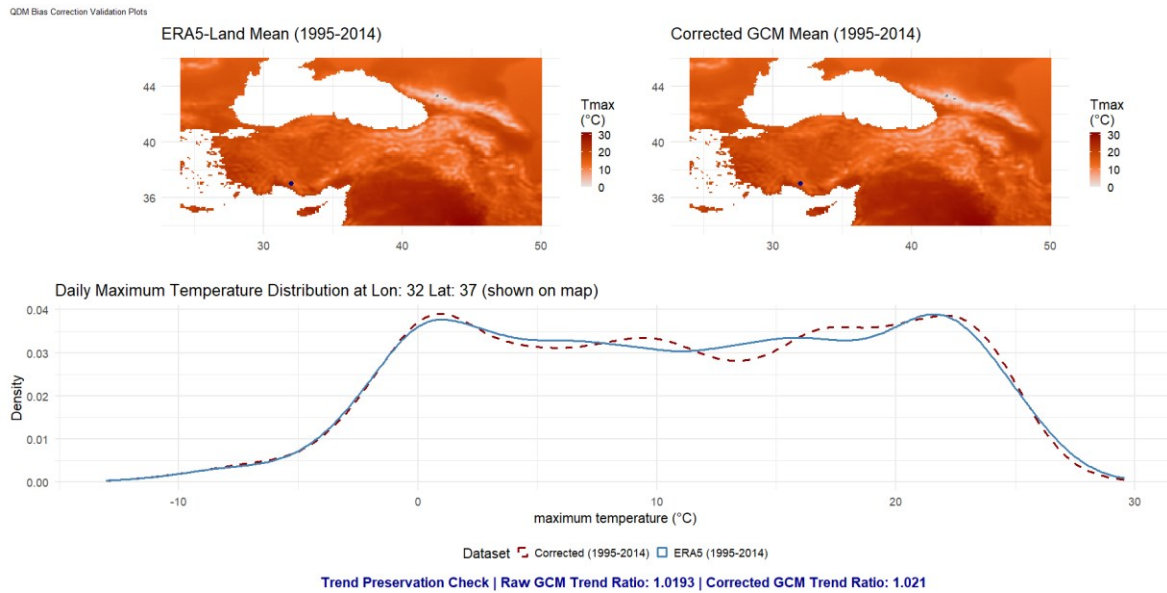 QDM Bias Correction Validation Plots
ERA5-Land Mean (1995-2014)
44
40
36
30
40
50
Tmax
(°C)
30
20
10
0
Corrected GCM Mean (1995-2014)
44
40
36
30
40
50
Tmax
(°C)
30
20
10
0
Daily Maximum Temperature Distribution at Lon: 32 Lat: 37 (shown on map)
Density
0.04
0.03
0.02
0.01
0.00
-10
0
10
20
30
maximum temperature (°C)
Dataset Corrected (1995-2014) ERA5 (1995-2014)
Trend Preservation Check | Raw GCM Trend Ratio: 1.0193 | Corrected GCM Trend Ratio: 1.021